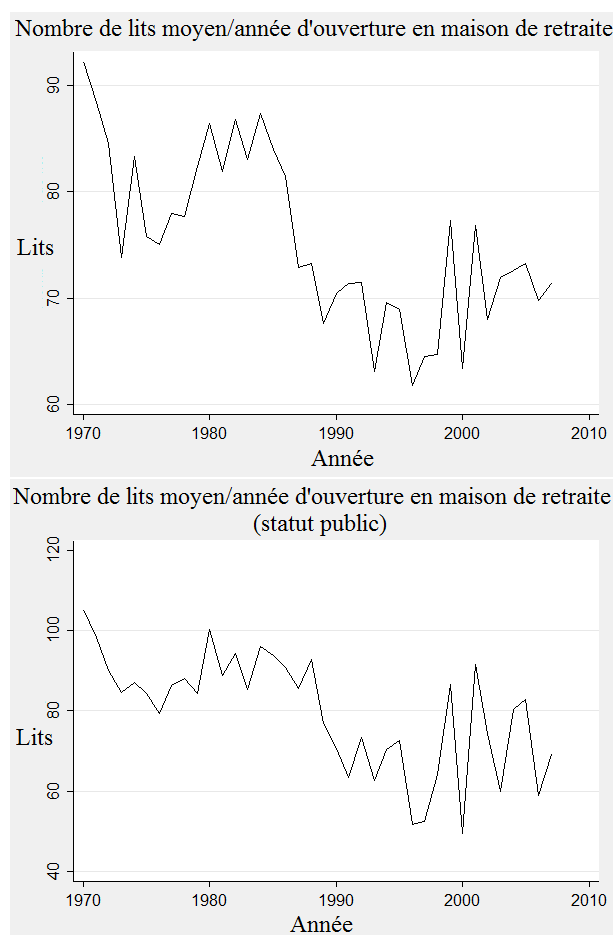 Nombre de lits moyen/année d'ouverture en maison de retraite
90
80
Lits
70
60
1970 1980 1990 2000 2010
Année
Nombre de lits moyen/année d'ouverture en maison de retraite
(statut public)
120
100
80
Lits
60
40
1970 1980 1990 2000 2010
Année